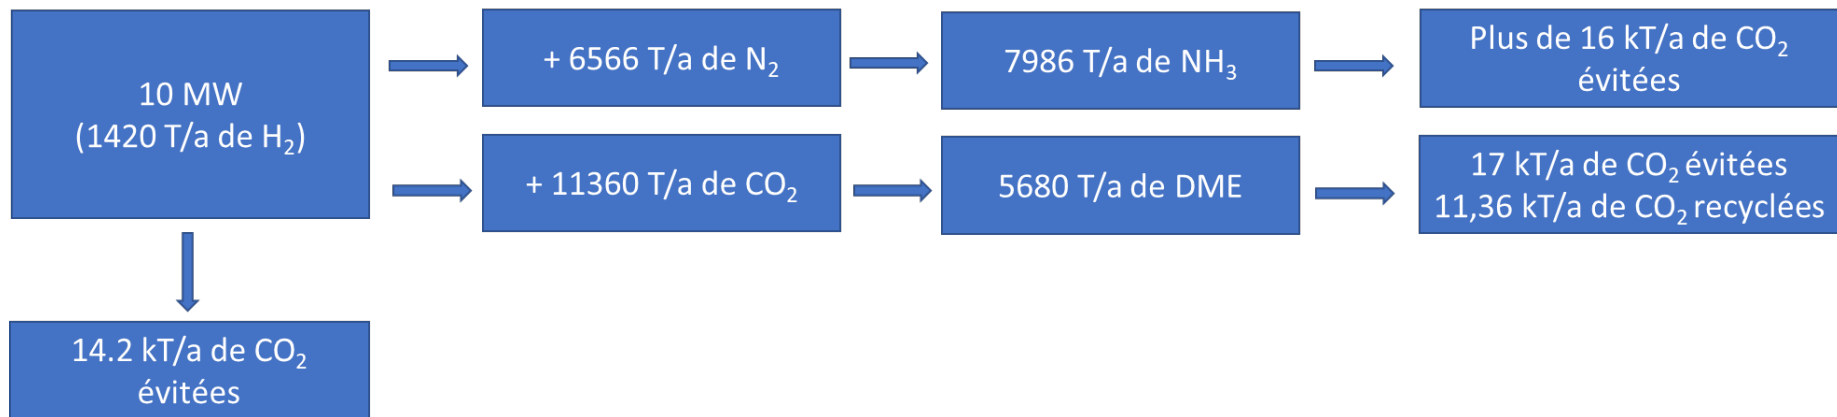 10 MW
(1420 T/a de H₂)
+ 6566 T/a de N₂
7986 T/a de NH₃
Plus de 16 kT/a de CO₂
évitées
+ 11360 T/a de CO₂
5680 T/a de DME
17 kT/a de CO₂ évitées
11,36 kT/a de CO₂ recyclées
14.2 kT/a de CO₂
évitées